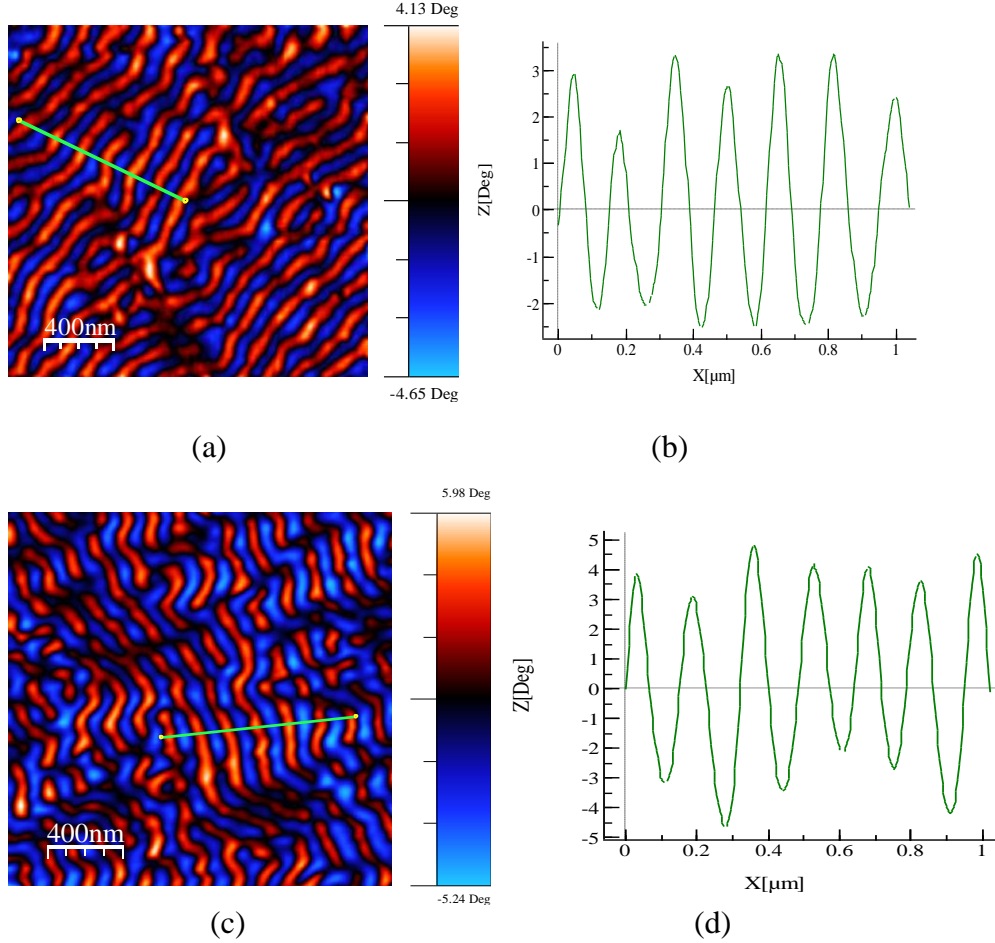 4.13 Deg
400nm
-4.65 Deg
(a)
Z[Deg]
3
2
1
0
-1
-2
0 0.2 0.4 0.6 0.8 1
X[µm]
(b)
5.98 Deg
400nm
-5.24 Deg
(c)
Z[Deg]
5
4
3
2
1
0
-1
-2
-3
-4
-5
0 0.2 0.4 0.6 0.8 1
X[µm]
(d)